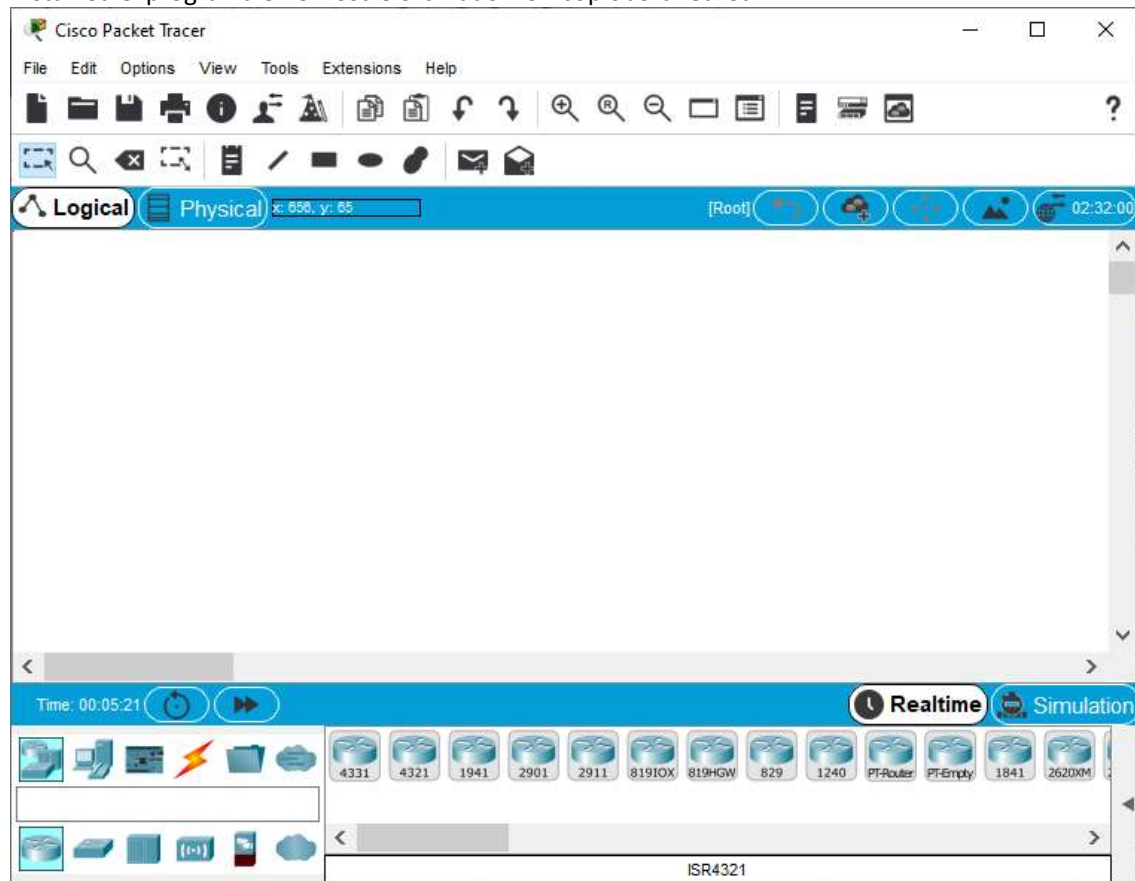 Cisco Packet Tracer
File Edit Options View Tools Extensions Help
?
Logical Physical x: 656, y: 65 [Root] 02:32:00
Time: 00:05:21 Realtime Simulation
4331 4321 1941 2901 2911 819IOX 819HGW 829 1240 PT-Router PT-Empty 1841 2620XM
ISR4321